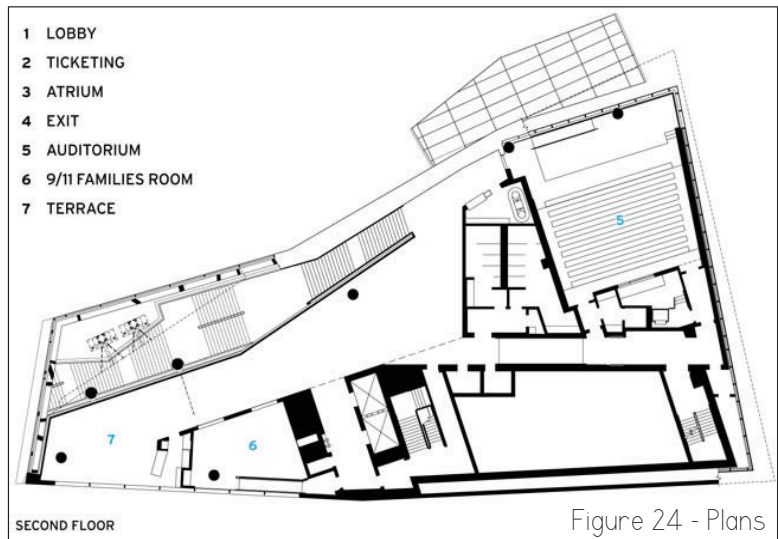 1 LOBBY
2 TICKETING
3 ATRIUM
4 EXIT
5 AUDITORIUM
6 9/11 FAMILIES ROOM
7 TERRACE
5
7
6
SECOND FLOOR
Figure 24 - Plans